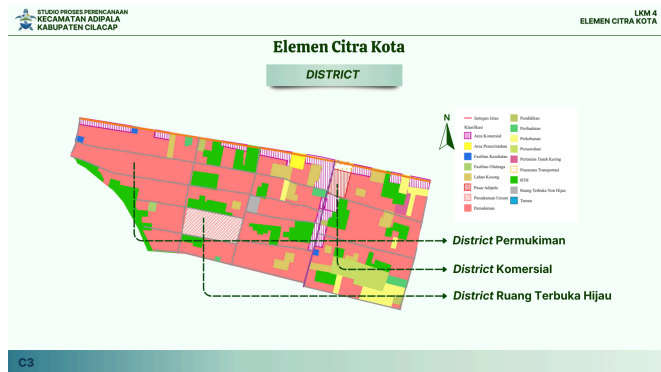 STUDIO PROSES PERENCANAAN
KECAMATAN ADIPALA
KABUPATEN CILACAP
LKM 4
ELEMEN CITRA KOTA
Elemen Citra Kota
DISTRICT
N
Jaringan Jalan
Klasifikasi
Area Komersial
Area Pemerintahan
Fasilitas Kesehatan
Fasilitas Olahraga
Lahan Kosong
Pasar Adipala
Pemakaman Umum
Permukiman
Pendidikan
Peribadatan
Perkebunan
Persawahan
Pertanian Tanah Kering
Prasarana Transportasi
RTH
Ruang Terbuka Non Hijau
Taman
District Permukiman
District Komersial
District Ruang Terbuka Hijau
C3